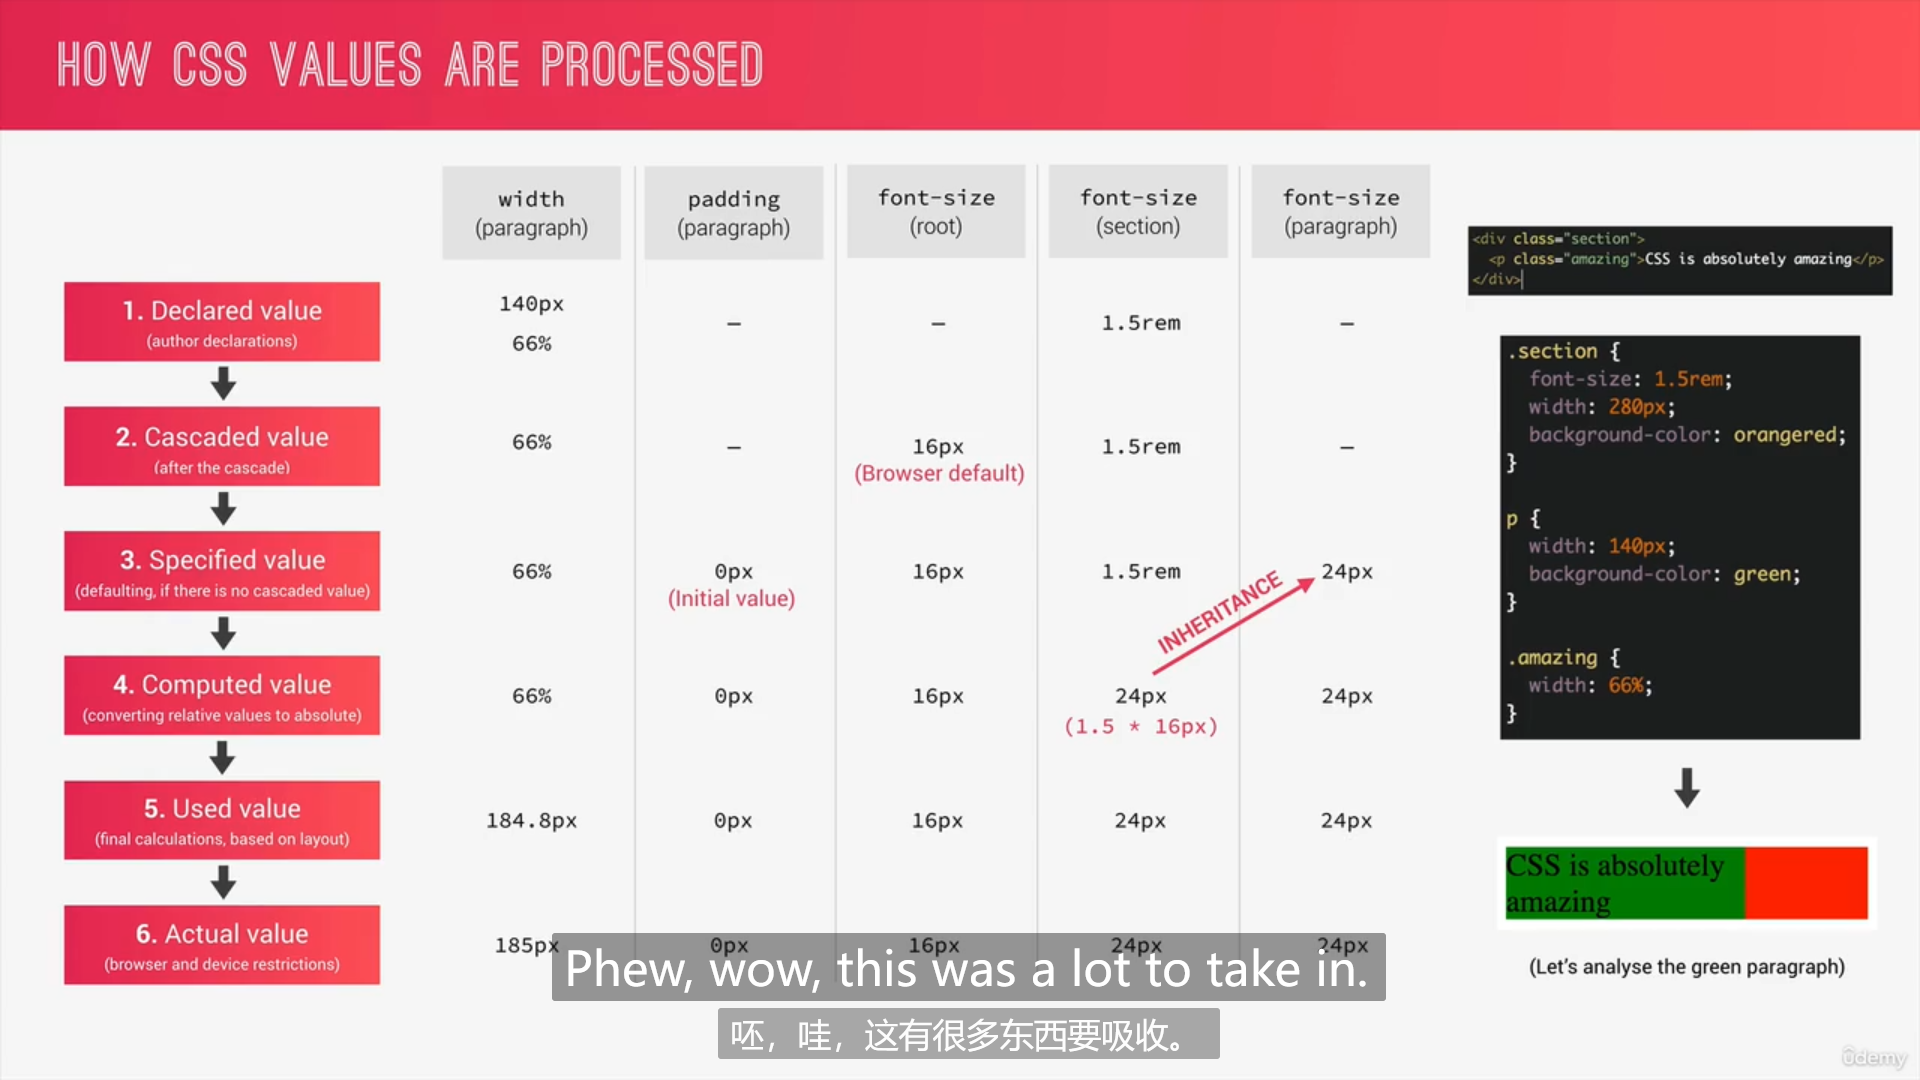 HOW CSS VALUES ARE PROCESSED
width
(paragraph)
padding
(paragraph)
font-size
(root)
font-size
(section)
font-size
(paragraph)
1. Declared value
(author declarations)
140px
66%
–
–
1.5rem
–
2. Cascaded value
(after the cascade)
66%
–
16px
(Browser default)
1.5rem
–
3. Specified value
(defaulting, if there is no cascaded value)
66%
0px
(Initial value)
16px
1.5rem
INHERITANCE
24px
4. Computed value
(converting relative values to absolute)
66%
0px
16px
24px
(1.5 * 16px)
24px
5. Used value
(final calculations, based on layout)
184.8px
0px
16px
24px
24px
6. Actual value
(browser and device restrictions)
185px
0px
16px
24px
24px
<div class="section">
<p class="amazing">CSS is absolutely amazing</p>
</div>
.section {
font-size: 1.5rem;
width: 280px;
background-color: orangered;
}
p {
width: 140px;
background-color: green;
}
.amazing {
width: 66%;
}
CSS is absolutely
amazing
(Let's analyse the green paragraph)
Phew, wow, this was a lot to take in.
呸，哇，这有很多东西要吸收。
ûdemy